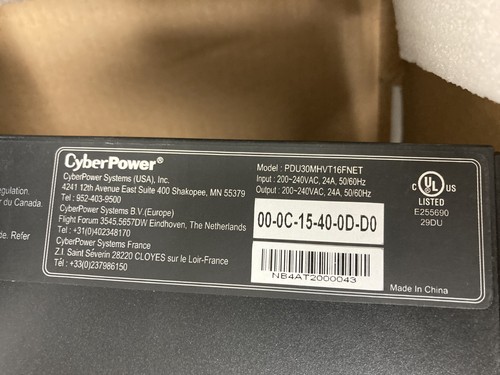 egulation.
r du Canada.
e. Refer
CyberPower®
CyberPower Systems (USA), Inc.
4241 12th Avenue East Suite 400 Shakopee, MN 55379
Tel : 952-403-9500
CyberPower Systems B.V.(Europe)
Flight Forum 3545,5657DW Eindhoven, The Netherlands
Tel : +31(0)402348170
CyberPower Systems France
Z.I. Saint Séverin 28220 CLOYES sur le Loir-France
Tel : +33(0)237986150
Model : PDU30MHVT16FNET
Input : 200~240VAC, 24A, 50/60Hz
Output : 200~240VAC, 24A, 50/60Hz
00-0C-15-40-0D-D0
NB4AT2000043
C UL US
LISTED
E255690
29DU
Made In China